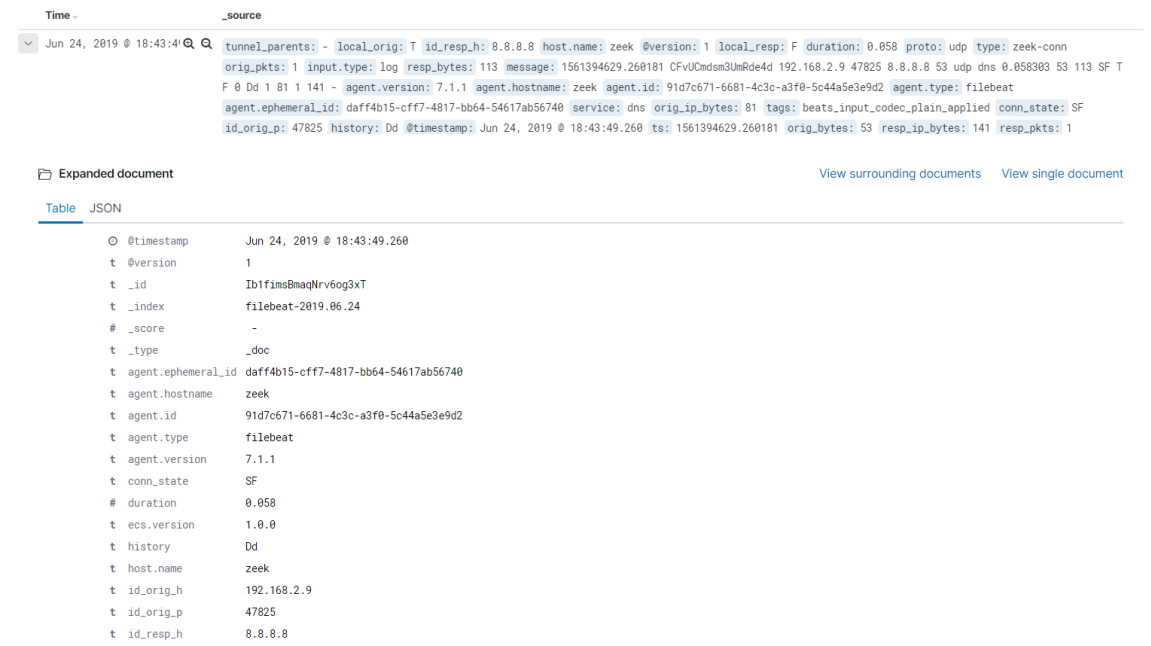 Time
_source
Jun 24, 2019 @ 18:43:4
tunnel_parents: - local_orig: T id_resp_h: 8.8.8.8 host.name: zeek @version: 1 local_resp: F duration: 0.058 proto: udp type: zeek-conn
orig_pkts: 1 input.type: log resp_bytes: 113 message: 1561394629.260181 CFvUCmdsm3UmRde4d 192.168.2.9 47825 8.8.8.8 53 udp dns 0.058303 53 113 SF T
F 0 Dd 1 81 1 141 - agent.version: 7.1.1 agent.hostname: zeek agent.id: 91d7c671-6681-4c3c-a3f0-5c44a5e3e9d2 agent.type: filebeat
agent.ephemeral_id: daff4b15-cff7-4817-bb64-54617ab56740 service: dns orig_ip_bytes: 81 tags: beats_input_codec_plain_applied conn_state: SF
id_orig_p: 47825 history: Dd @timestamp: Jun 24, 2019 @ 18:43:49.260 ts: 1561394629.260181 orig_bytes: 53 resp_ip_bytes: 141 resp_pkts: 1
Expanded document
View surrounding documents View single document
Table JSON
@timestamp Jun 24, 2019 @ 18:43:49.260
t @version 1
t _id Ib1fimsBmaqNrv6og3xT
t _index filebeat-2019.06.24
# _score -
t _type _doc
t agent.ephemeral_id daff4b15-cff7-4817-bb64-54617ab56740
t agent.hostname zeek
t agent.id 91d7c671-6681-4c3c-a3f0-5c44a5e3e9d2
t agent.type filebeat
t agent.version 7.1.1
t conn_state SF
# duration 0.058
t ecs.version 1.0.0
t history Dd
t host.name zeek
t id_orig_h 192.168.2.9
t id_orig_p 47825
t id_resp_h 8.8.8.8